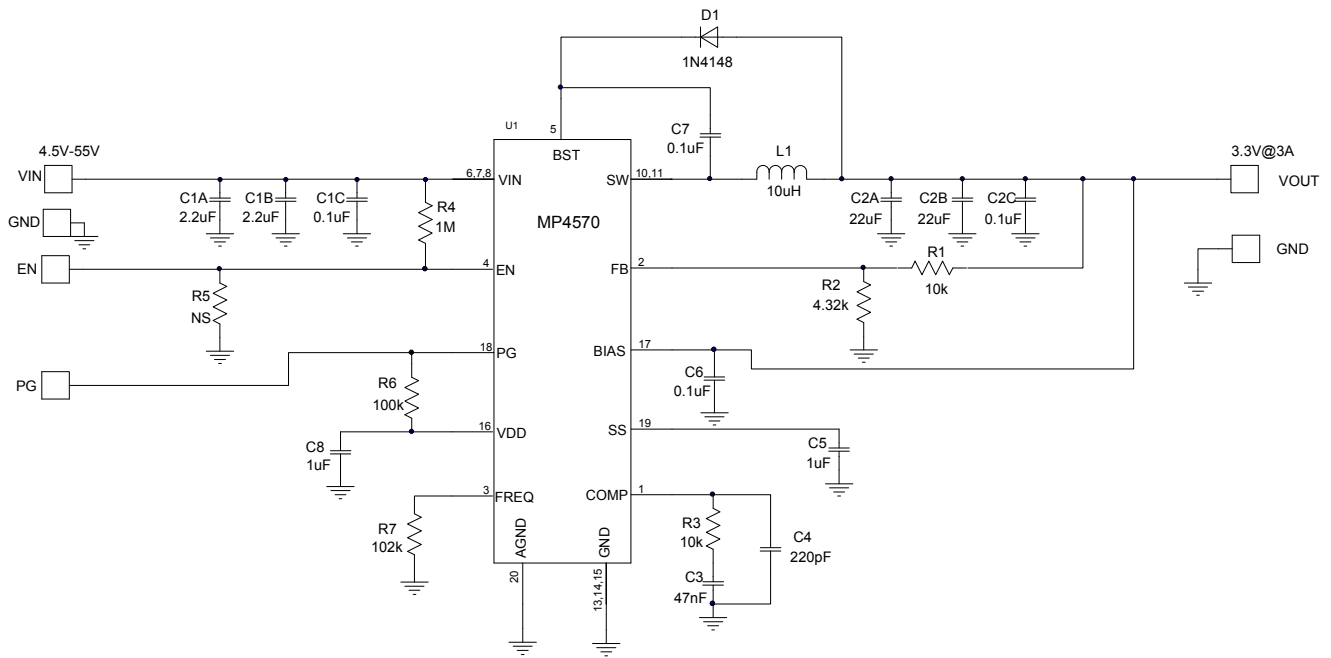 D1
1N4148
U1
5
C7
0.1uF
BST
4.5V-55V
L1
3.3V@3A
VIN
6,7,8
VIN
SW
10,11
10uH
VOUT
C1A
2.2uF
C1B
2.2uF
C1C
0.1uF
R4
1M
MP4570
C2A
22uF
C2B
22uF
C2C
0.1uF
GND
GND
EN
4
EN
FB
2
R1
10k
R5
NS
R2
4.32k
18
PG
BIAS
17
PG
R6
100k
C6
0.1uF
16
VDD
SS
19
C8
1uF
C5
1uF
3
FREQ
COMP
1
R7
102k
AGND
GND
R3
10k
C4
220pF
20
13,14,15
C3
47nF